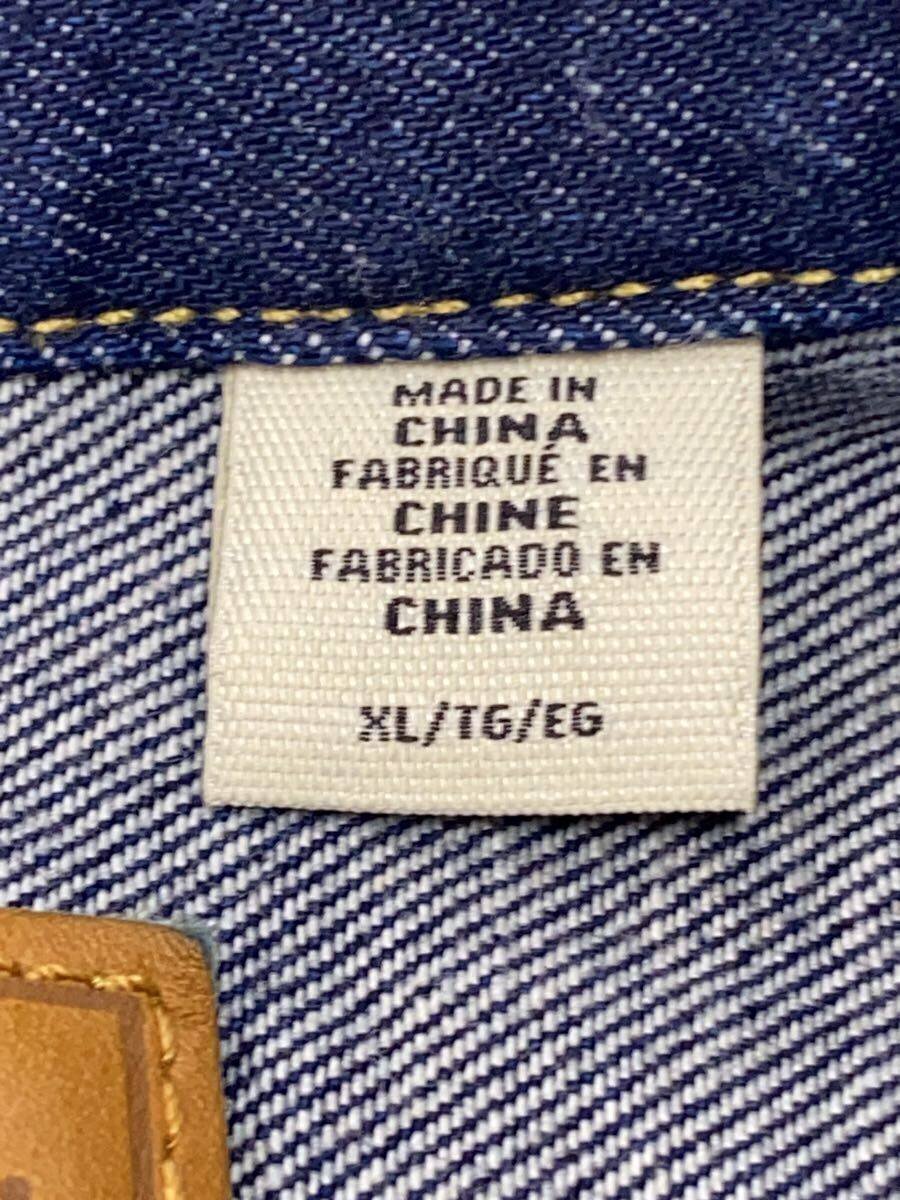 MADE IN
CHINA
FABRIQUÉ EN
CHINE
FABRICADO EN
CHINA
XL/TG/EG